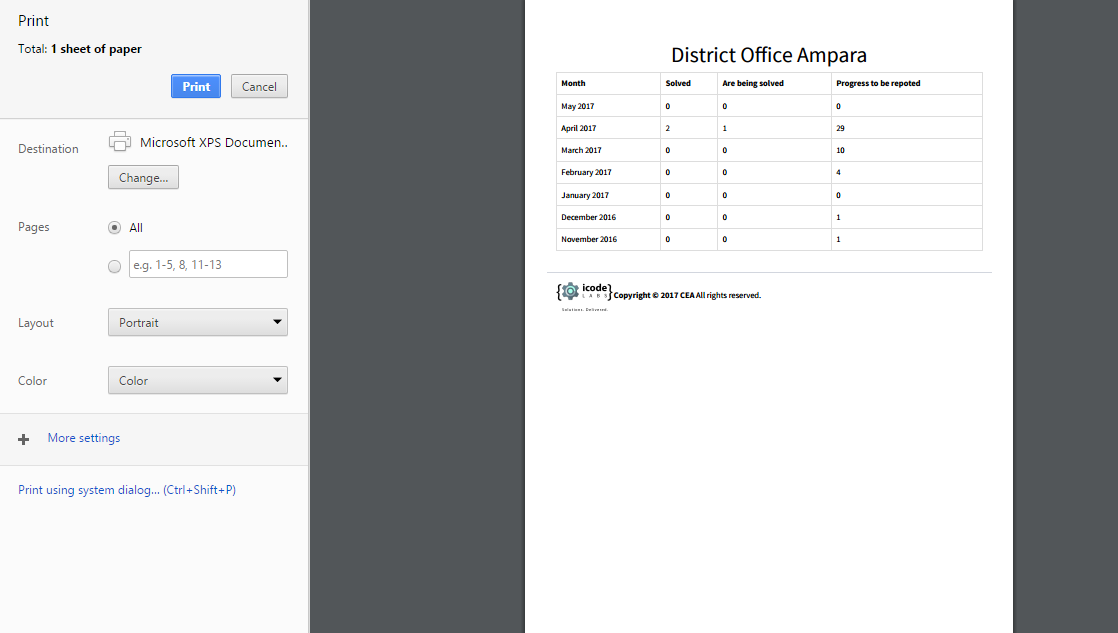 Print
Total: 1 sheet of paper
Print Cancel
Destination Microsoft XPS Documen..
Change...
Pages All
e.g. 1-5, 8, 11-13
Layout Portrait
Color Color
More settings
Print using system dialog... (Ctrl+Shift+P)
District Office Ampara
Month Solved Are being solved Progress to be repoted
May 2017 0 0 0
April 2017 2 1 29
March 2017 0 0 10
February 2017 0 0 4
January 2017 0 0 0
December 2016 0 0 1
November 2016 0 0 1
{icode
LABS}
Solutions. Delivered.
Copyright © 2017 CEA All rights reserved.